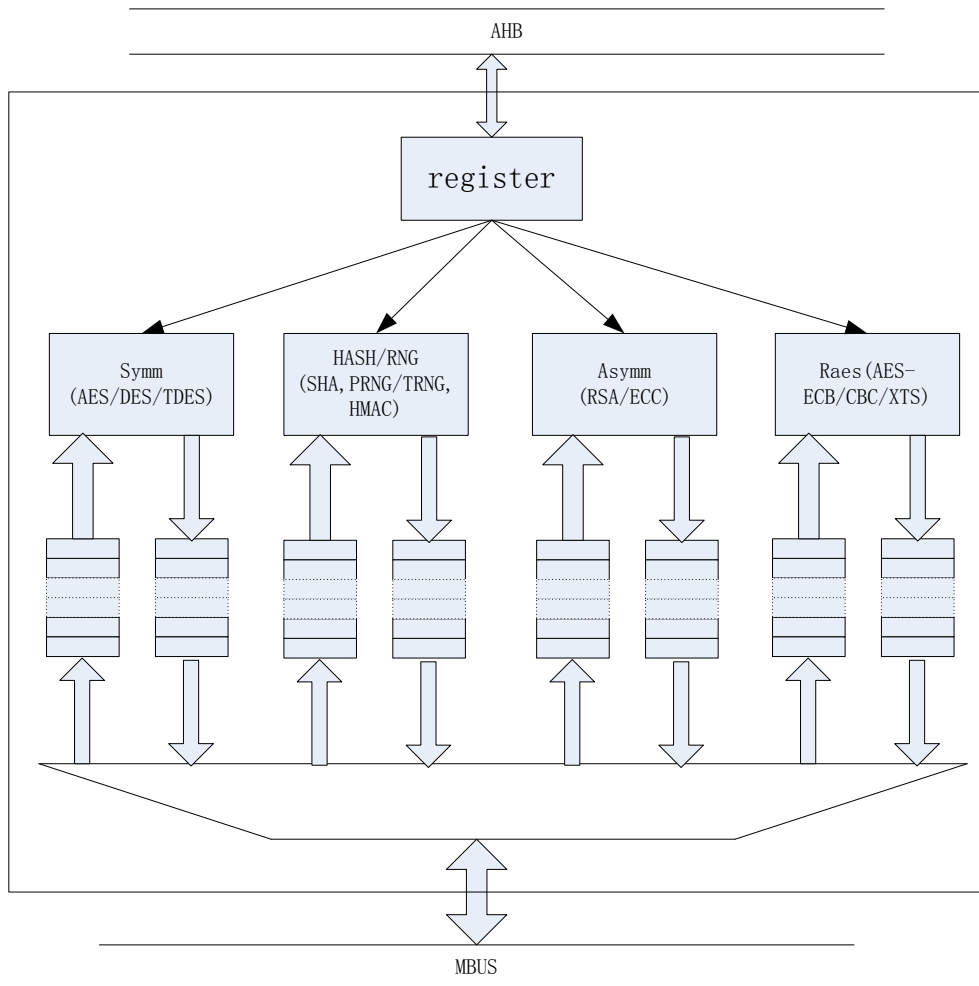 AHB
register
Symm
(AES/DES/TDES)
HASH/RNG
(SHA, PRNG/TRNG,
HMAC)
Asymm
(RSA/ECC)
Raes(AES-
ECB/CBC/XTS)
MBUS